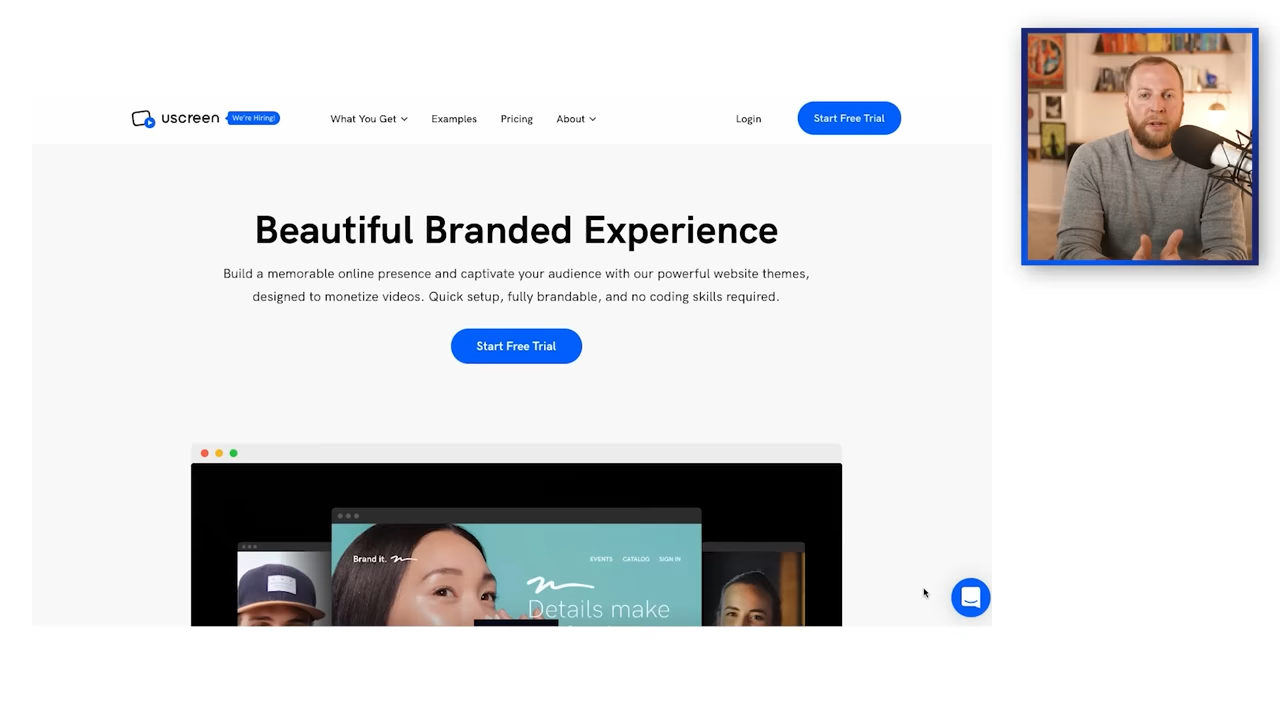 uscreen We're Hiring! What You Get Examples Pricing About Login Start Free Trial
Beautiful Branded Experience
Build a memorable online presence and captivate your audience with our powerful website themes,
designed to monetize videos. Quick setup, fully brandable, and no coding skills required.
Start Free Trial
Brand it. EVENTS CATALOG SIGN IN
Details make